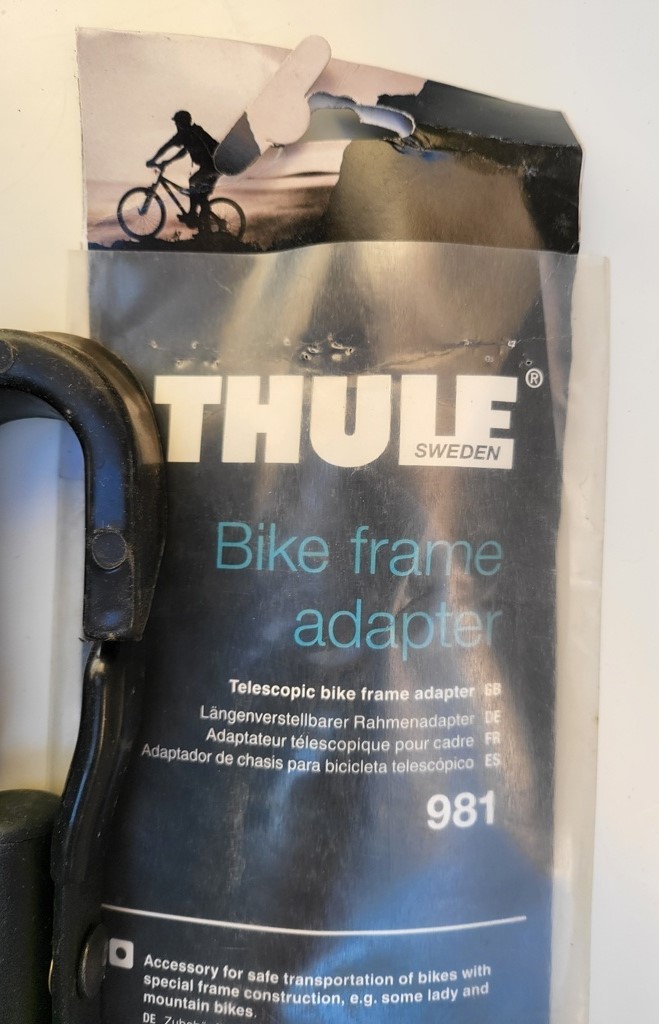 THULE®
SWEDEN
Bike frame
adapter
Telescopic bike frame adapter GB
Längenverstellbarer Rahmenadapter DE
Adaptateur télescopique pour cadre FR
Adaptador de chasis para bicicleta telescópico ES
981
Accessory for safe transportation of bikes with
special frame construction, e.g. some lady and
mountain bikes.
DE